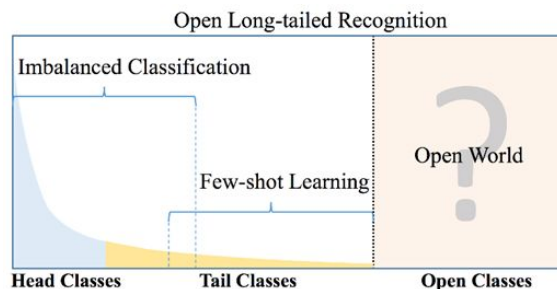 Open Long-tailed Recognition
Imbalanced Classification
?
Open World
Few-shot Learning
Head Classes Tail Classes Open Classes